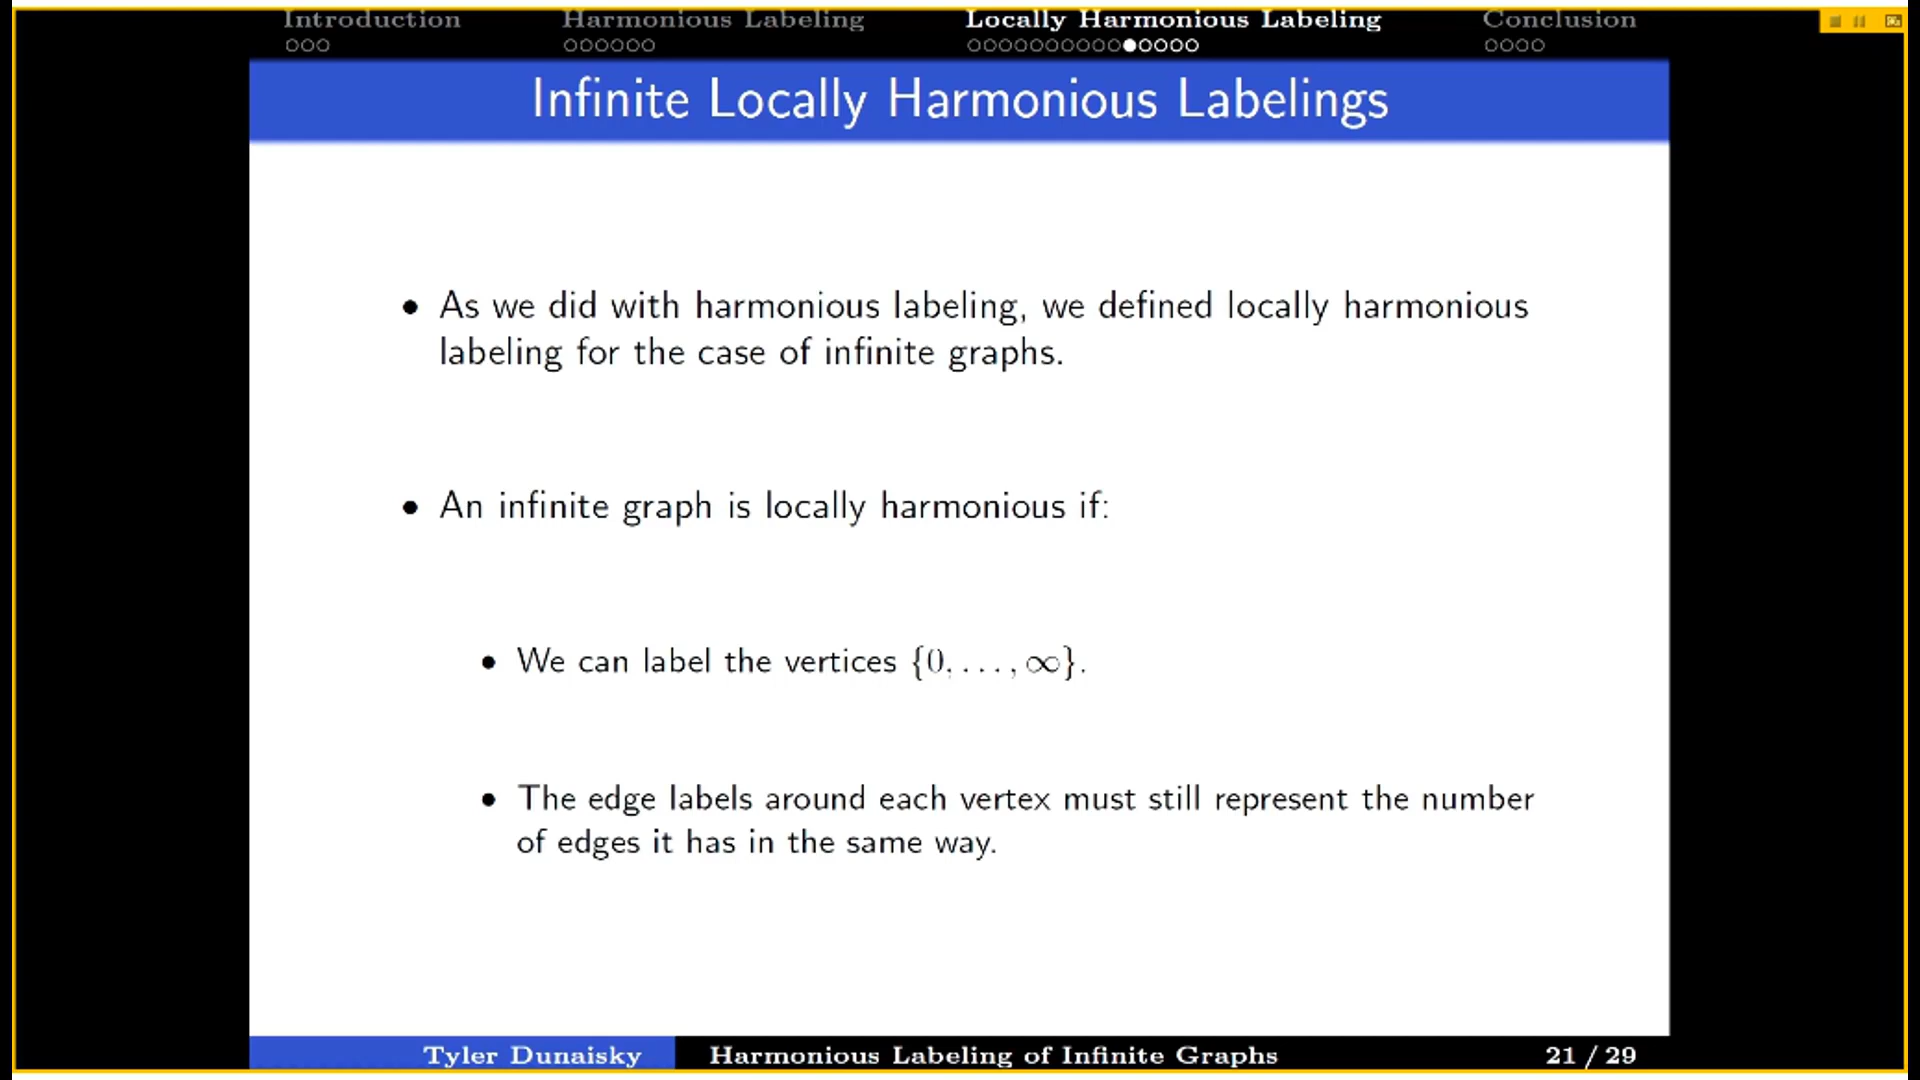 Introduction Harmonious Labeling Locally Harmonious Labeling Conclusion
Infinite Locally Harmonious Labelings
• As we did with harmonious labeling, we defined locally harmonious
labeling for the case of infinite graphs.
• An infinite graph is locally harmonious if:
• We can label the vertices {0, . . . , ∞}.
• The edge labels around each vertex must still represent the number
of edges it has in the same way.
Tyler Dunaisky Harmonious Labeling of Infinite Graphs 21 / 29